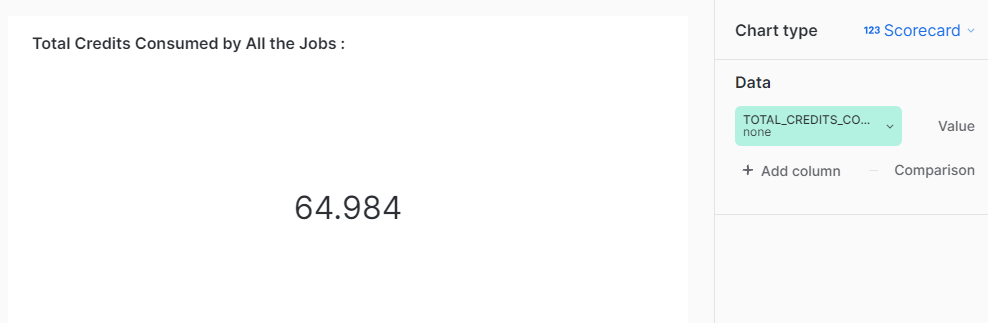 Total Credits Consumed by All the Jobs :
64.984
Chart type
123 Scorecard
Data
TOTAL_CREDITS_CO...
none
Value
+ Add column
Comparison